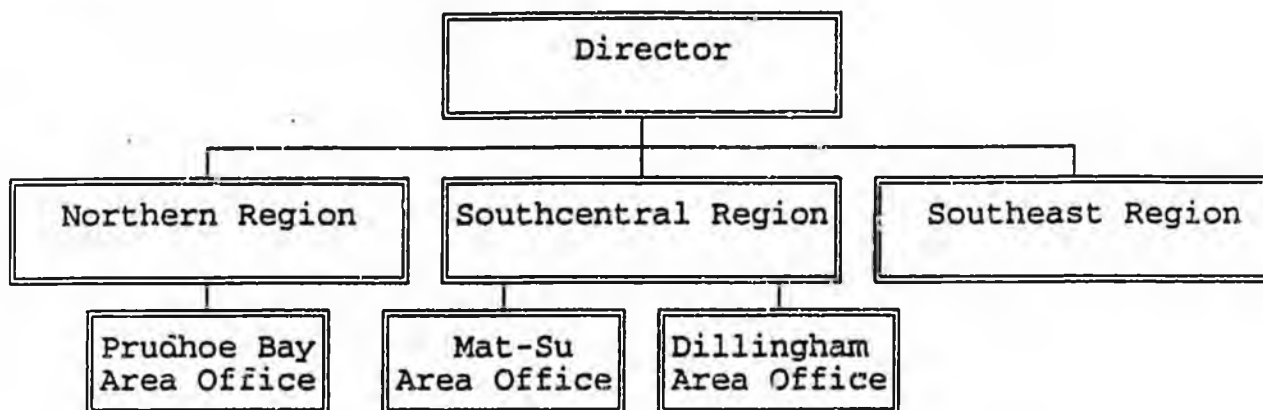 Director
Northern Region
Southcentral Region
Southeast Region
Prudhoe Bay
Area Office
Mat-Su
Area Office
Dillingham
Area Office